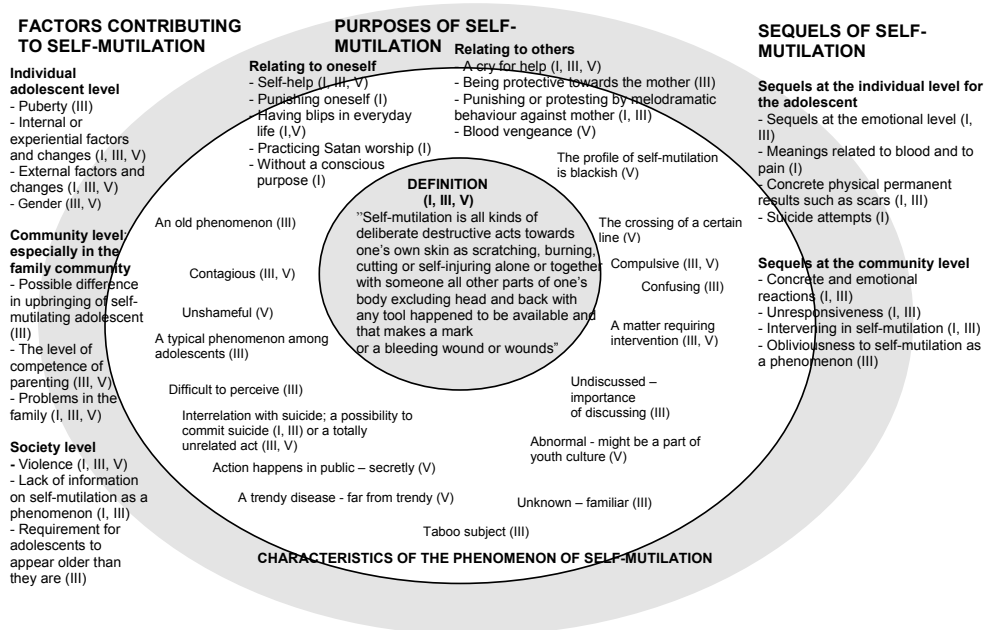 FACTORS CONTRIBUTING
TO SELF-MUTILATION
Individual
adolescent level
- Puberty (III)
- Internal or
experiential factors
and changes (I, III, V)
- External factors and
changes (I, III, V)
- Gender (III, V)
Community level;
especially in the
family community
- Possible difference
in upbringing of self-
mutilating adolescent
(III)
- The level of
competence of
parenting (III, V)
- Problems in the
family (I, III, V)
Society level
- Violence (I, III, V)
- Lack of information
on self-mutilation as a
phenomenon (I, III)
- Requirement for
adolescents to
appear older than
they are (III)
PURPOSES OF SELF-
MUTILATION
Relating to oneself
- Self-help (I, III, V)
- Punishing oneself (I)
- Having blips in everyday
life (I,V)
- Practicing Satan worship (I)
- Without a conscious
purpose (I)
Relating to others
- A cry for help (I, III, V)
- Being protective towards the mother (III)
- Punishing or protesting by melodramatic
behaviour against mother (I, III)
- Blood vengeance (V)
DEFINITION
(I, III, V)
"Self-mutilation is all kinds of
deliberate destructive acts towards
one's own skin as scratching, burning,
cutting or self-injuring alone or together
with someone all other parts of one's
body excluding head and back with
any tool happened to be available and
that makes a mark
or a bleeding wound or wounds"
An old phenomenon (III)
Contagious (III, V)
Unshameful (V)
A typical phenomenon among
adolescents (III)
Difficult to perceive (III)
Interrelation with suicide; a possibility to
commit suicide (I, III) or a totally
unrelated act (III, V)
Action happens in public – secretly (V)
A trendy disease - far from trendy (V)
Taboo subject (III)
The profile of self-mutilation
is blackish (V)
The crossing of a certain
line (V)
Compulsive (III, V)
Confusing (III)
A matter requiring
intervention (III, V)
Undiscussed –
importance
of discussing (III)
Abnormal - might be a part of
youth culture (V)
Unknown – familiar (III)
CHARACTERISTICS OF THE PHENOMENON OF SELF-MUTILATION
SEQUELS OF SELF-
MUTILATION
Sequels at the individual level for
the adolescent
- Sequels at the emotional level (I,
III)
- Meanings related to blood and to
pain (I)
- Concrete physical permanent
results such as scars (I, III)
- Suicide attempts (I)
Sequels at the community level
- Concrete and emotional
reactions (I, III)
- Unresponsiveness (I, III)
- Intervening in self-mutilation (I, III)
- Obliviousness to self-mutilation as
a phenomenon (III)